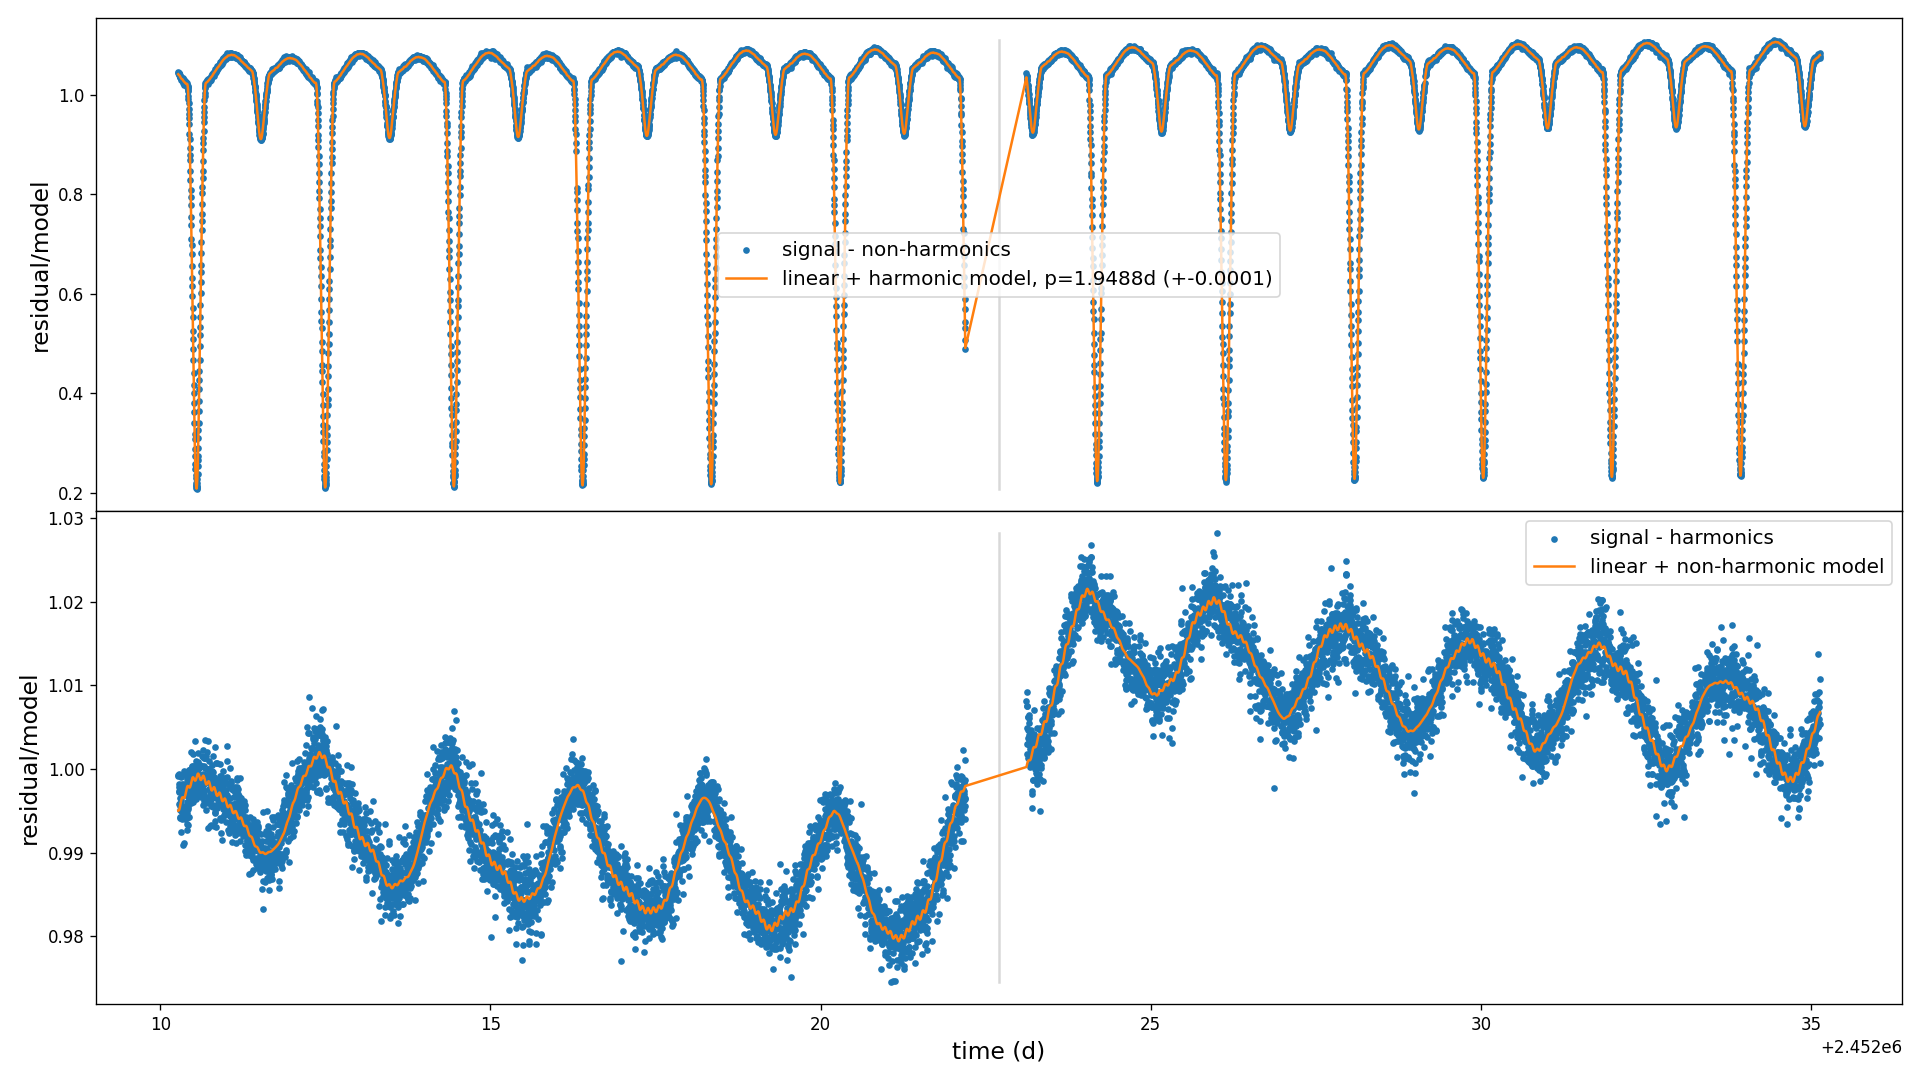 residual/model
1.0
0.8
0.6
0.4
0.2
signal - non-harmonics
linear + harmonic model, p=1.9488d (+-0.0001)
residual/model
1.03
1.02
1.01
1.00
0.99
0.98
signal - harmonics
linear + non-harmonic model
10
15
20
25
30
35
time (d)
+2.452e6